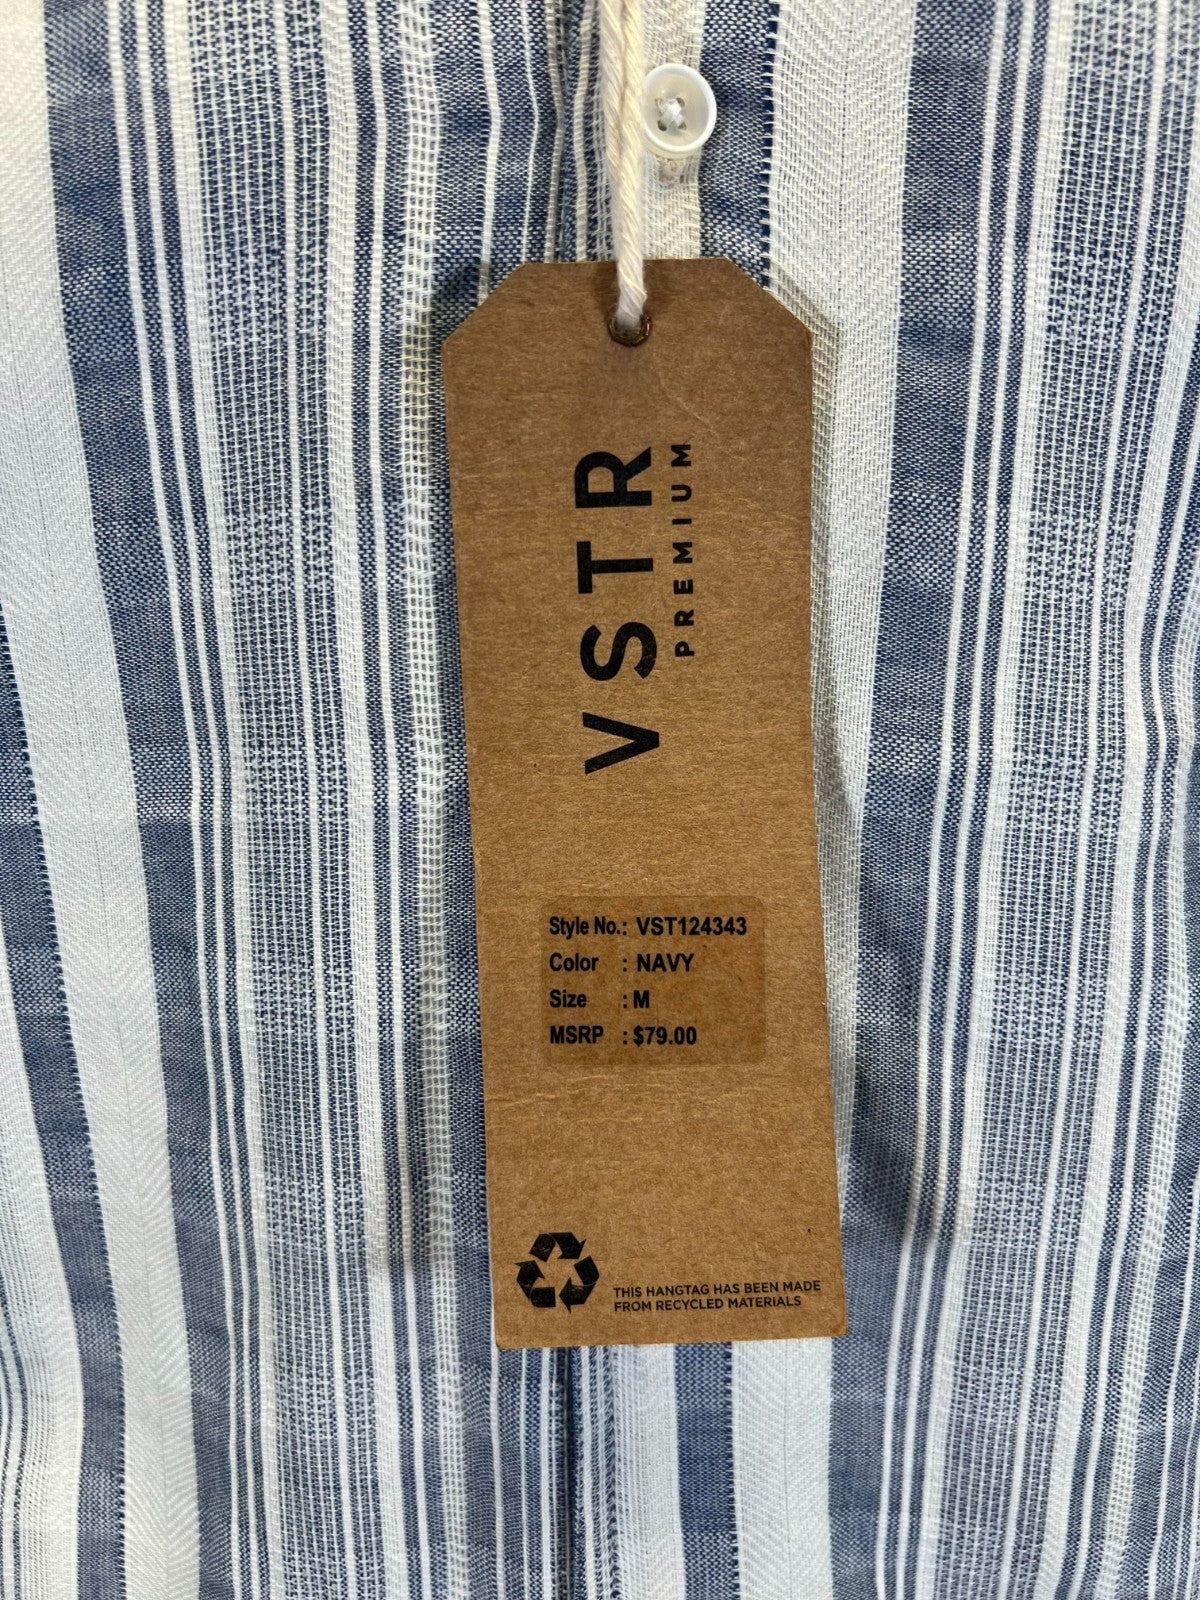 VSTR
PREMIUM
Style No.: VST124343
Color : NAVY
Size : M
MSRP : $79.00
THIS HANGTAG HAS BEEN MADE
FROM RECYCLED MATERIALS